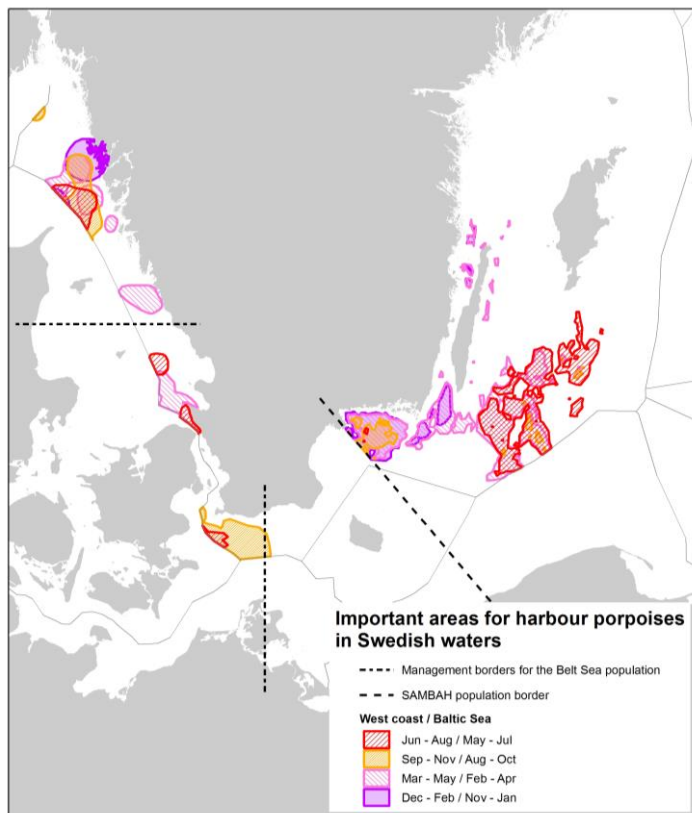 Important areas for harbour porpoises
in Swedish waters
Management borders for the Belt Sea population
SAMBAH population border
West coast / Baltic Sea
Jun - Aug / May - Jul
Sep - Nov / Aug - Oct
Mar - May / Feb - Apr
Dec - Feb / Nov - Jan